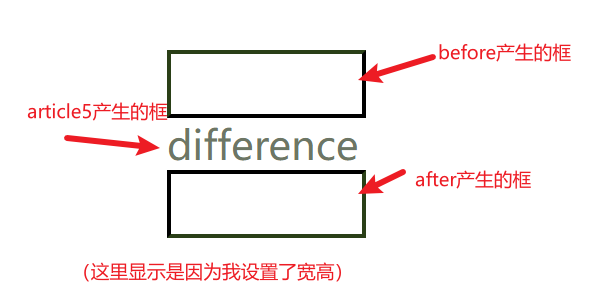 before产生的框
article5产生的框
difference
after产生的框
（这里显示是因为我设置了宽高）